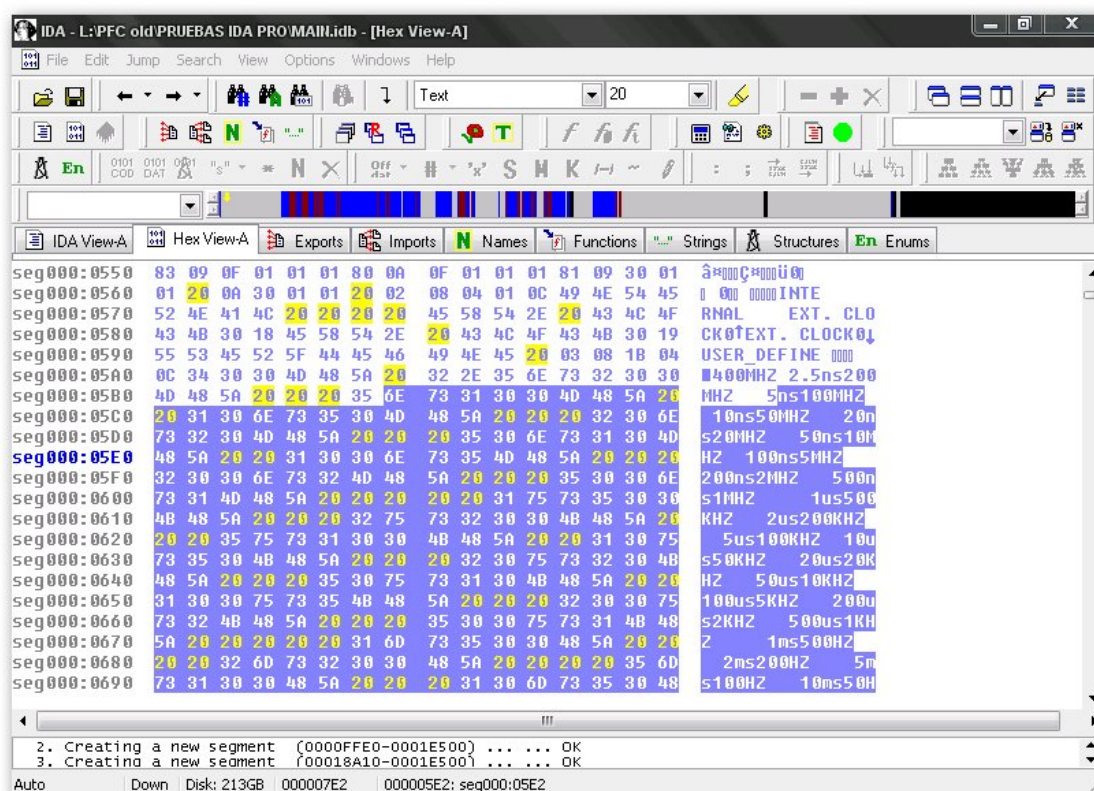 IDA - L:\PFC old\PRUEBAS IDA PRO\MAIN.idb - [Hex View-A]
File Edit Jump Search View Options Windows Help
Text 20
En
IDA View-A Hex View-A Exports Imports N Names Functions "..." Strings Structures En Enums
seg000:0550 83 09 0F 01 01 01 80 0A 0F 01 01 01 81 09 30 01
seg000:0560 01 20 0A 30 01 01 20 02 08 04 01 0C 49 4E 54 45 INTE
seg000:0570 52 4E 41 4C 20 20 20 20 45 58 54 2E 20 43 4C 4F RNAL    EXT. CLO
seg000:0580 43 4B 30 18 45 58 54 2E 20 43 4C 4F 43 4B 30 19 CK0↑EXT. CLOCK0↓
seg000:0590 55 53 45 52 5F 44 45 46 49 4E 45 20 03 08 1B 04 USER_DEFINE
seg000:05A0 0C 34 30 30 4D 48 5A 20 32 2E 35 6E 73 32 30 30 400MHZ 2.5ns200
seg000:05B0 4D 48 5A 20 20 20 35 6E 73 31 30 30 4D 48 5A 20 MHZ   5ns100MHZ
seg000:05C0 20 31 30 6E 73 35 30 4D 48 5A 20 20 20 32 30 6E 10ns50MHZ   20n
seg000:05D0 73 32 30 4D 48 5A 20 20 20 35 30 6E 73 31 30 4D s20MHZ   50ns10M
seg000:05E0 48 5A 20 20 31 30 30 6E 73 35 4D 48 5A 20 20 20 HZ  100ns5MHZ
seg000:05F0 32 30 30 6E 73 32 4D 48 5A 20 20 20 35 30 30 6E 200ns2MHZ   500n
seg000:0600 73 31 4D 48 5A 20 20 20 20 20 31 75 73 35 30 30 s1MHZ     1us500
seg000:0610 4B 48 5A 20 20 20 32 75 73 32 30 30 4B 48 5A 20 KHZ   2us200KHZ
seg000:0620 20 20 35 75 73 31 30 30 4B 48 5A 20 20 31 30 75 5us100KHZ  10u
seg000:0630 73 35 30 4B 48 5A 20 20 20 32 30 75 73 32 30 4B s50KHZ   20us20K
seg000:0640 48 5A 20 20 20 35 30 75 73 31 30 4B 48 5A 20 20 HZ   50us10KHZ
seg000:0650 31 30 30 75 73 35 4B 48 5A 20 20 20 32 30 30 75 100us5KHZ   200u
seg000:0660 73 32 4B 48 5A 20 20 20 35 30 30 75 73 31 4B 48 s2KHZ   500us1KH
seg000:0670 5A 20 20 20 20 20 31 6D 73 35 30 30 48 5A 20 20 Z     1ms500HZ
seg000:0680 20 20 32 6D 73 32 30 30 48 5A 20 20 20 20 35 6D 2ms200HZ    5m
seg000:0690 73 31 30 30 48 5A 20 20 20 31 30 6D 73 35 30 48 s100HZ   10ms50H
2. Creating a new segment (0000FFE0-0001E500) ... ... OK
3. Creating a new segment (00018A10-0001E500) ... ... OK
Auto Down Disk: 213GB 000007E2 000005E2: seg000:05E2